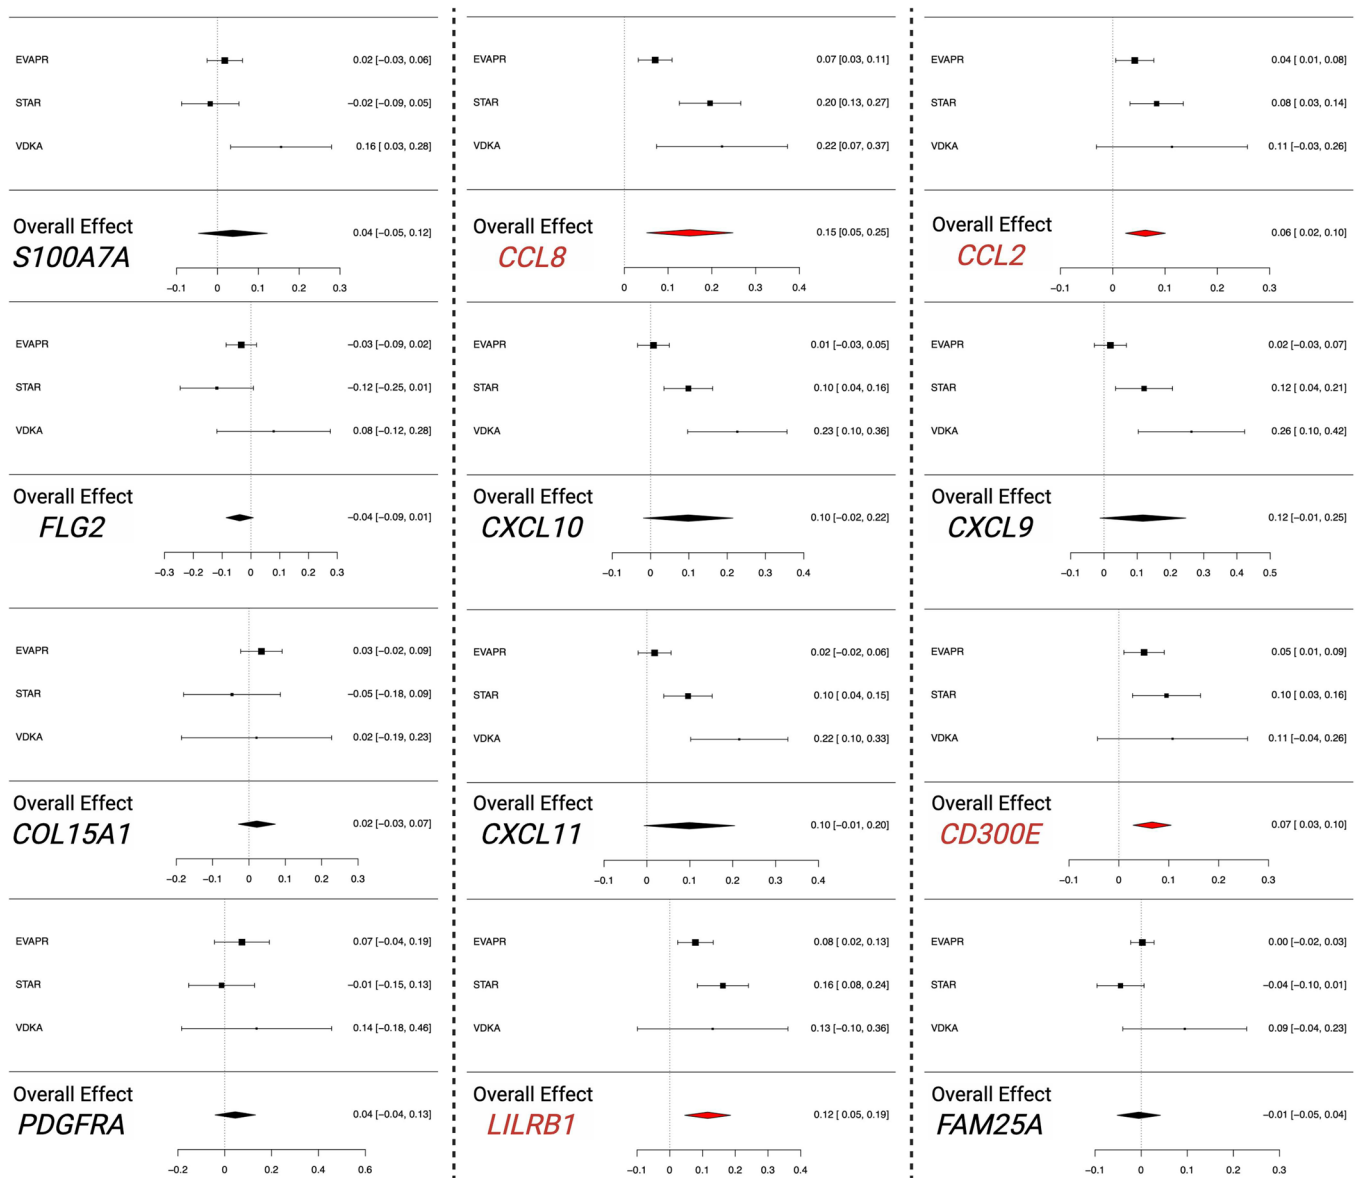 EVAPR 0.02 [−0.03, 0.06]
STAR −0.02 [−0.09, 0.05]
VDKA 0.16 [ 0.03, 0.28]
Overall Effect 0.04 [−0.05, 0.12]
S100A7A
−0.1 0 0.1 0.2 0.3
EVAPR −0.03 [−0.09, 0.02]
STAR −0.12 [−0.25, 0.01]
VDKA 0.08 [−0.12, 0.28]
Overall Effect −0.04 [−0.09, 0.01]
FLG2
−0.3 −0.2 −0.1 0 0.1 0.2 0.3
EVAPR 0.03 [−0.02, 0.09]
STAR −0.05 [−0.18, 0.09]
VDKA 0.02 [−0.19, 0.23]
Overall Effect 0.02 [−0.03, 0.07]
COL15A1
−0.2 −0.1 0 0.1 0.2 0.3
EVAPR 0.07 [−0.04, 0.19]
STAR −0.01 [−0.15, 0.13]
VDKA 0.14 [−0.18, 0.46]
Overall Effect 0.04 [−0.04, 0.13]
PDGFRA
−0.2 0 0.2 0.4 0.6
EVAPR 0.07 [0.03, 0.11]
STAR 0.20 [0.13, 0.27]
VDKA 0.22 [0.07, 0.37]
Overall Effect 0.15 [0.05, 0.25]
CCL8
0 0.1 0.2 0.3 0.4
EVAPR 0.01 [−0.03, 0.05]
STAR 0.10 [ 0.04, 0.16]
VDKA 0.23 [ 0.10, 0.36]
Overall Effect 0.10 [−0.02, 0.22]
CXCL10
−0.1 0 0.1 0.2 0.3 0.4
EVAPR 0.02 [−0.02, 0.06]
STAR 0.10 [ 0.04, 0.15]
VDKA 0.22 [ 0.10, 0.33]
Overall Effect 0.10 [−0.01, 0.20]
CXCL11
−0.1 0 0.1 0.2 0.3 0.4
EVAPR 0.08 [ 0.02, 0.13]
STAR 0.16 [ 0.08, 0.24]
VDKA 0.13 [−0.10, 0.36]
Overall Effect 0.12 [ 0.05, 0.19]
LILRB1
−0.1 0 0.1 0.2 0.3 0.4
EVAPR 0.04 [ 0.01, 0.08]
STAR 0.08 [ 0.03, 0.14]
VDKA 0.11 [−0.03, 0.26]
Overall Effect 0.06 [ 0.02, 0.10]
CCL2
−0.1 0 0.1 0.2 0.3
EVAPR 0.02 [−0.03, 0.07]
STAR 0.12 [ 0.04, 0.21]
VDKA 0.26 [ 0.10, 0.42]
Overall Effect 0.12 [−0.01, 0.25]
CXCL9
−0.1 0 0.1 0.2 0.3 0.4 0.5
EVAPR 0.05 [ 0.01, 0.09]
STAR 0.10 [ 0.03, 0.16]
VDKA 0.11 [−0.04, 0.26]
Overall Effect 0.07 [ 0.03, 0.10]
CD300E
−0.1 0 0.1 0.2 0.3
EVAPR 0.00 [−0.02, 0.03]
STAR −0.04 [−0.10, 0.01]
VDKA 0.09 [−0.04, 0.23]
Overall Effect −0.01 [−0.05, 0.04]
FAM25A
−0.1 0 0.1 0.2 0.3